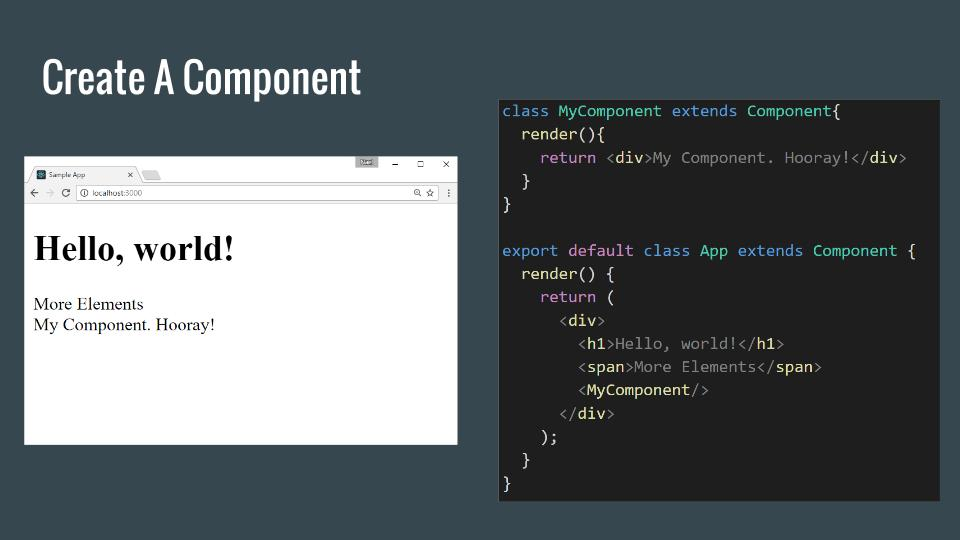 Create A Component
Sample App
localhost:3000
Hello, world!
More Elements
My Component. Hooray!
class MyComponent extends Component{
  render(){
    return <div>My Component. Hooray!</div>
  }
}

export default class App extends Component {
  render() {
    return (
      <div>
        <h1>Hello, world!</h1>
        <span>More Elements</span>
        <MyComponent/>
      </div>
    );
  }
}